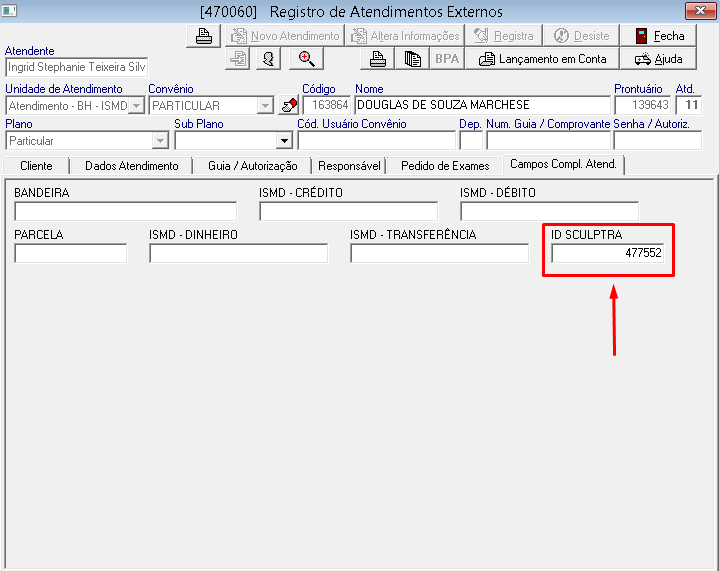 [470060] Registro de Atendimentos Externos
Novo Atendimento Altera Informações Registra Desiste Fecha
Atendente
Ingrid Stephanie Teixeira Silv
BPA Lançamento em Conta Ajuda
Unidade de Atendimento Convênio Código Nome Prontuário Atd.
Atendimento - BH - ISMD PARTICULAR 163864 DOUGLAS DE SOUZA MARCHESE 139643 11
Plano Sub Plano Cód. Usuário Convênio Dep. Num. Guia / Comprovante Senha / Autoriz.
Particular
Cliente Dados Atendimento Guia / Autorização Responsável Pedido de Exames Campos Compl. Atend.
BANDEIRA ISMD - CRÉDITO ISMD - DÉBITO
PARCELA ISMD - DINHEIRO ISMD - TRANSFERÊNCIA ID SCULPTRA
477552